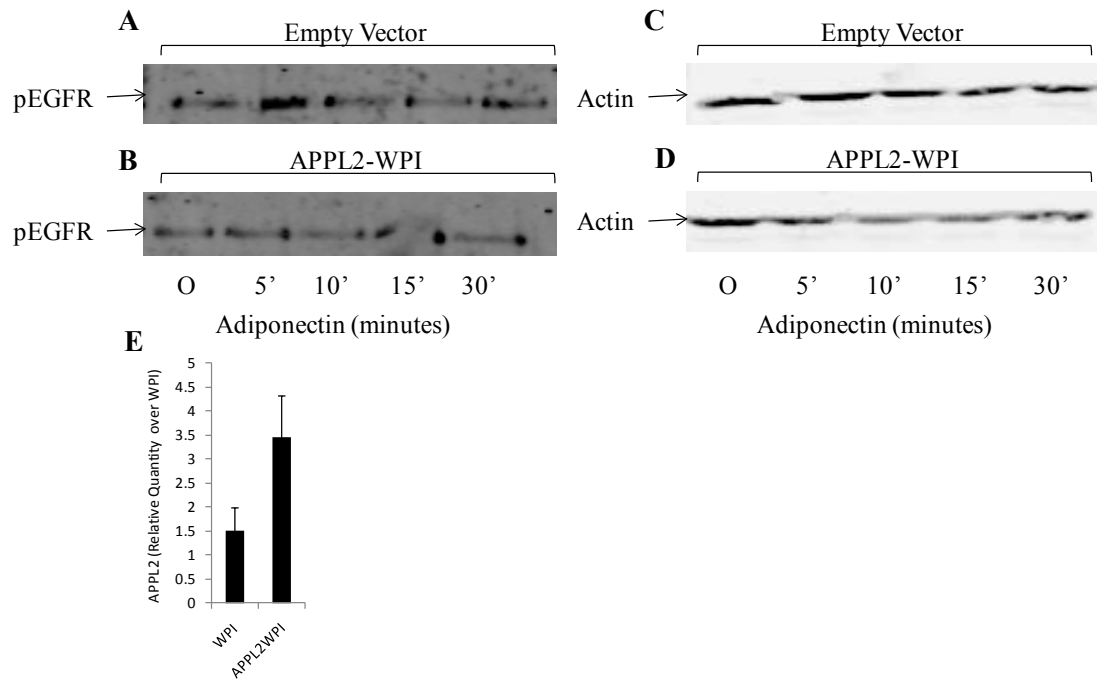 A
Empty Vector
pEGFR
B
APPL2-WPI
pEGFR
O 5’ 10’ 15’ 30’
Adiponectin (minutes)
C
Empty Vector
Actin
D
APPL2-WPI
Actin
O 5’ 10’ 15’ 30’
Adiponectin (minutes)
E
APPL2 (Relative Quantity over WPI)
5
4.5
4
3.5
3
2.5
2
1.5
1
0.5
0
WPI
APPL2WPI